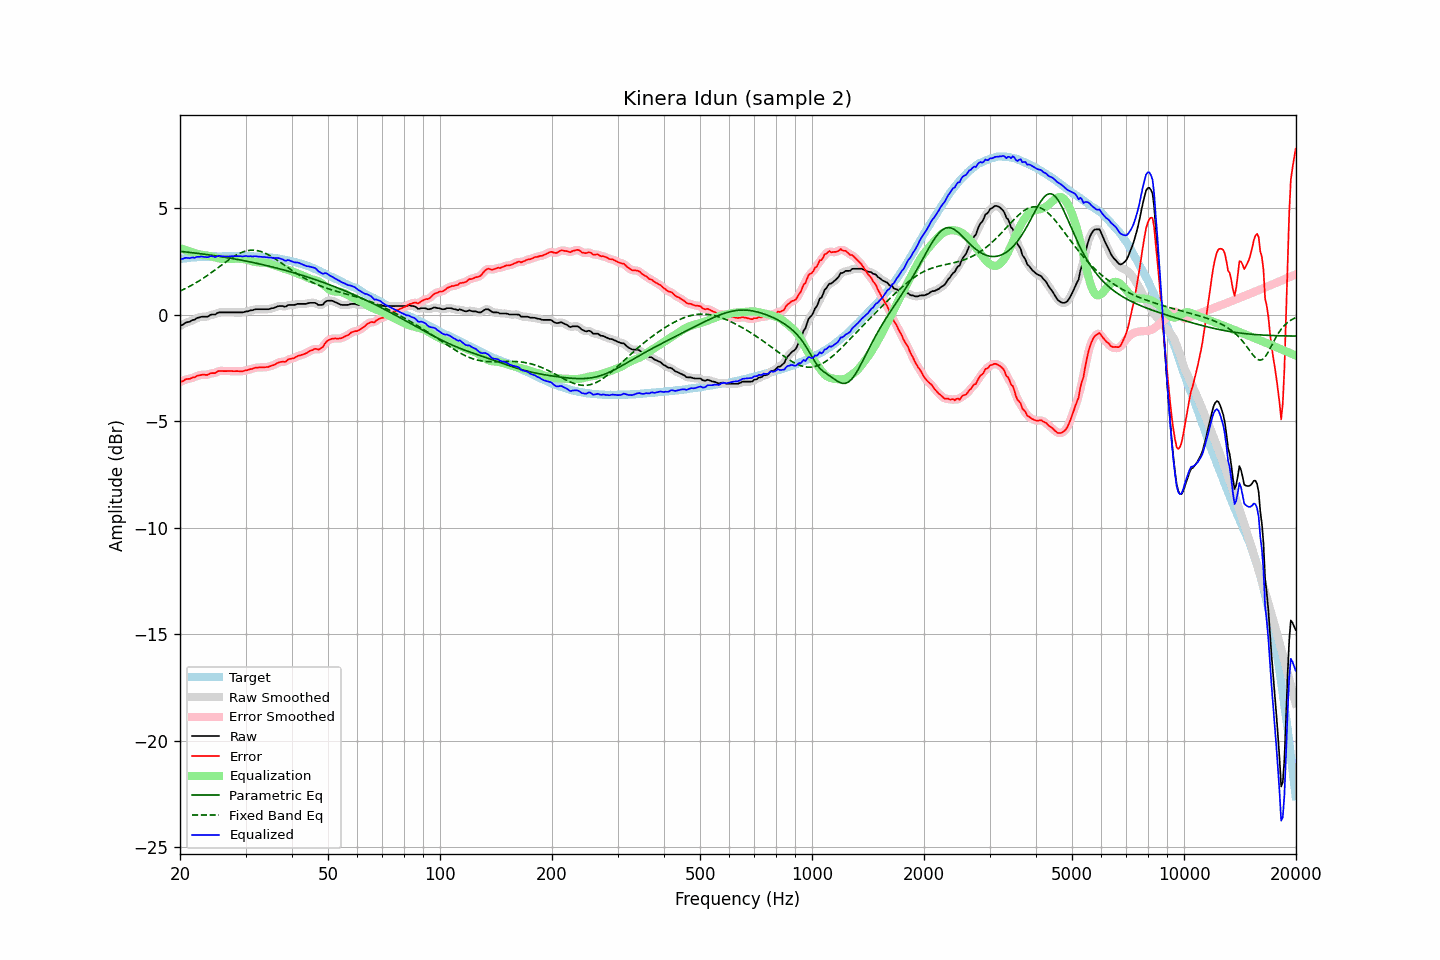 Kinera Idun (sample 2)
5
0
−5
−10
−15
−20
−25
Amplitude (dBr)
Target
Raw Smoothed
Error Smoothed
Raw
Error
Equalization
Parametric Eq
Fixed Band Eq
Equalized
20 50 100 200 500 1000 2000 5000 10000 20000
Frequency (Hz)